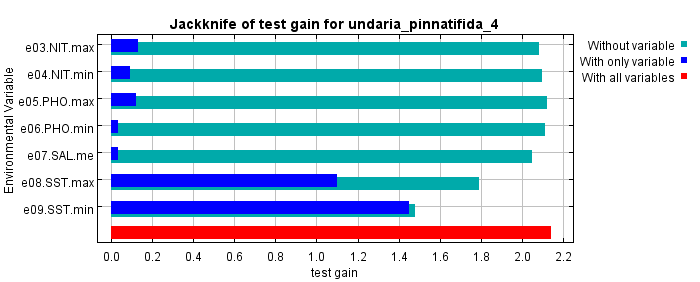 Jackknife of test gain for undaria_pinnatifida_4
Environmental Variable
e03.NIT.max
e04.NIT.min
e05.PHO.max
e06.PHO.min
e07.SAL.me
e08.SST.max
e09.SST.min
0.0 0.2 0.4 0.6 0.8 1.0 1.2 1.4 1.6 1.8 2.0 2.2
test gain
Without variable
With only variable
With all variables